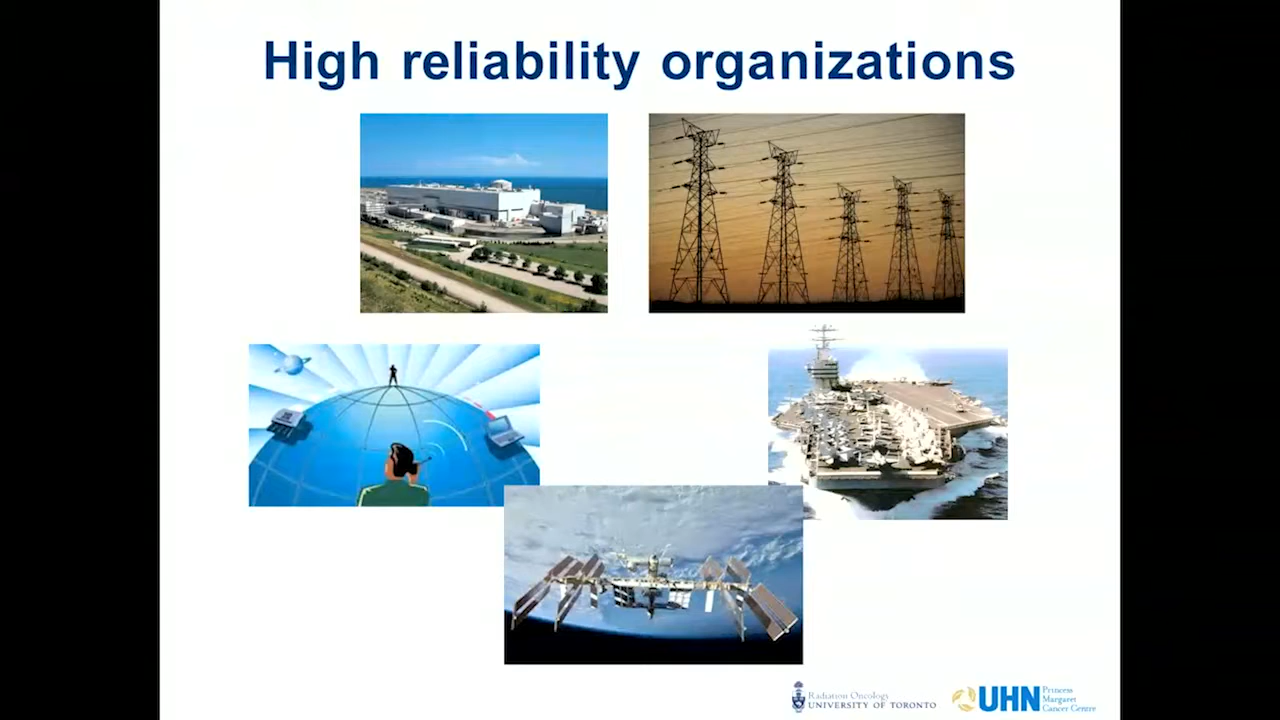 High reliability organizations
Radiation Oncology
UNIVERSITY OF TORONTO
UHN
Princess
Margaret
Cancer Centre